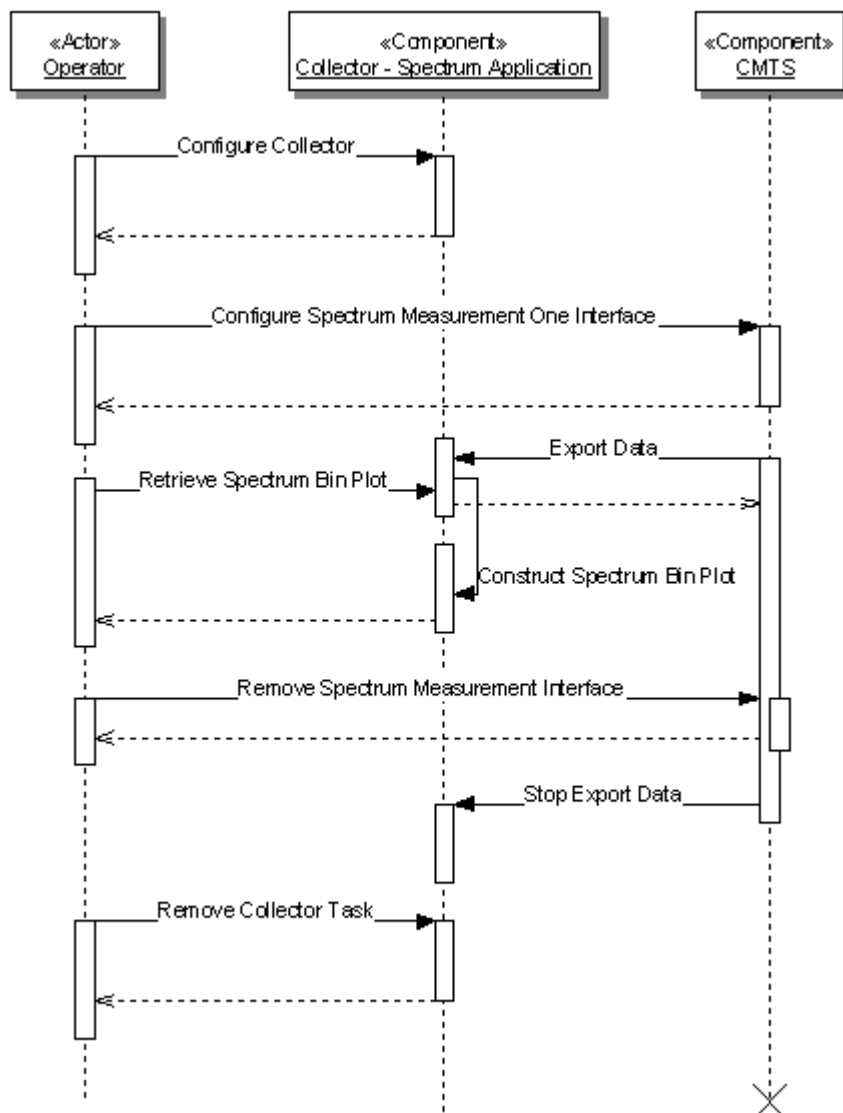 «Actor»
Operator
«Component»
Collector - Spectrum Application
«Component»
CMTS
Configure Collector
Configure Spectrum Measurement One Interface
Export Data
Retrieve Spectrum Bin Plot
Construct Spectrum Bin Plot
Remove Spectrum Measurement Interface
Stop Export Data
Remove Collector Task